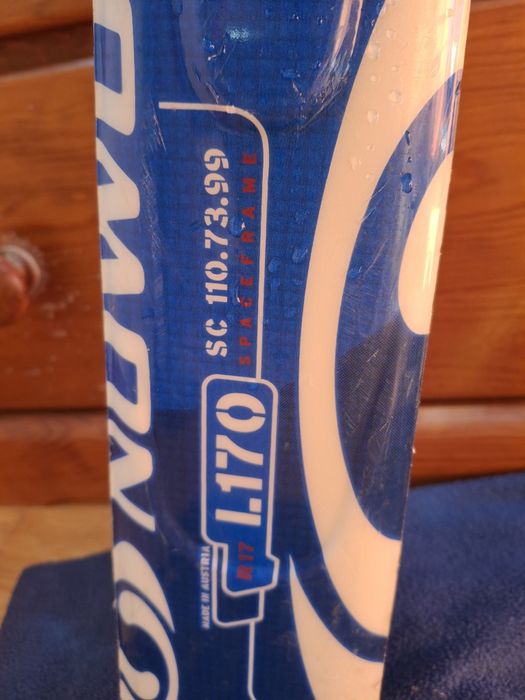 SC 110.73.99
SPACEFRAME
L170
R17
MADE IN AUSTRIA